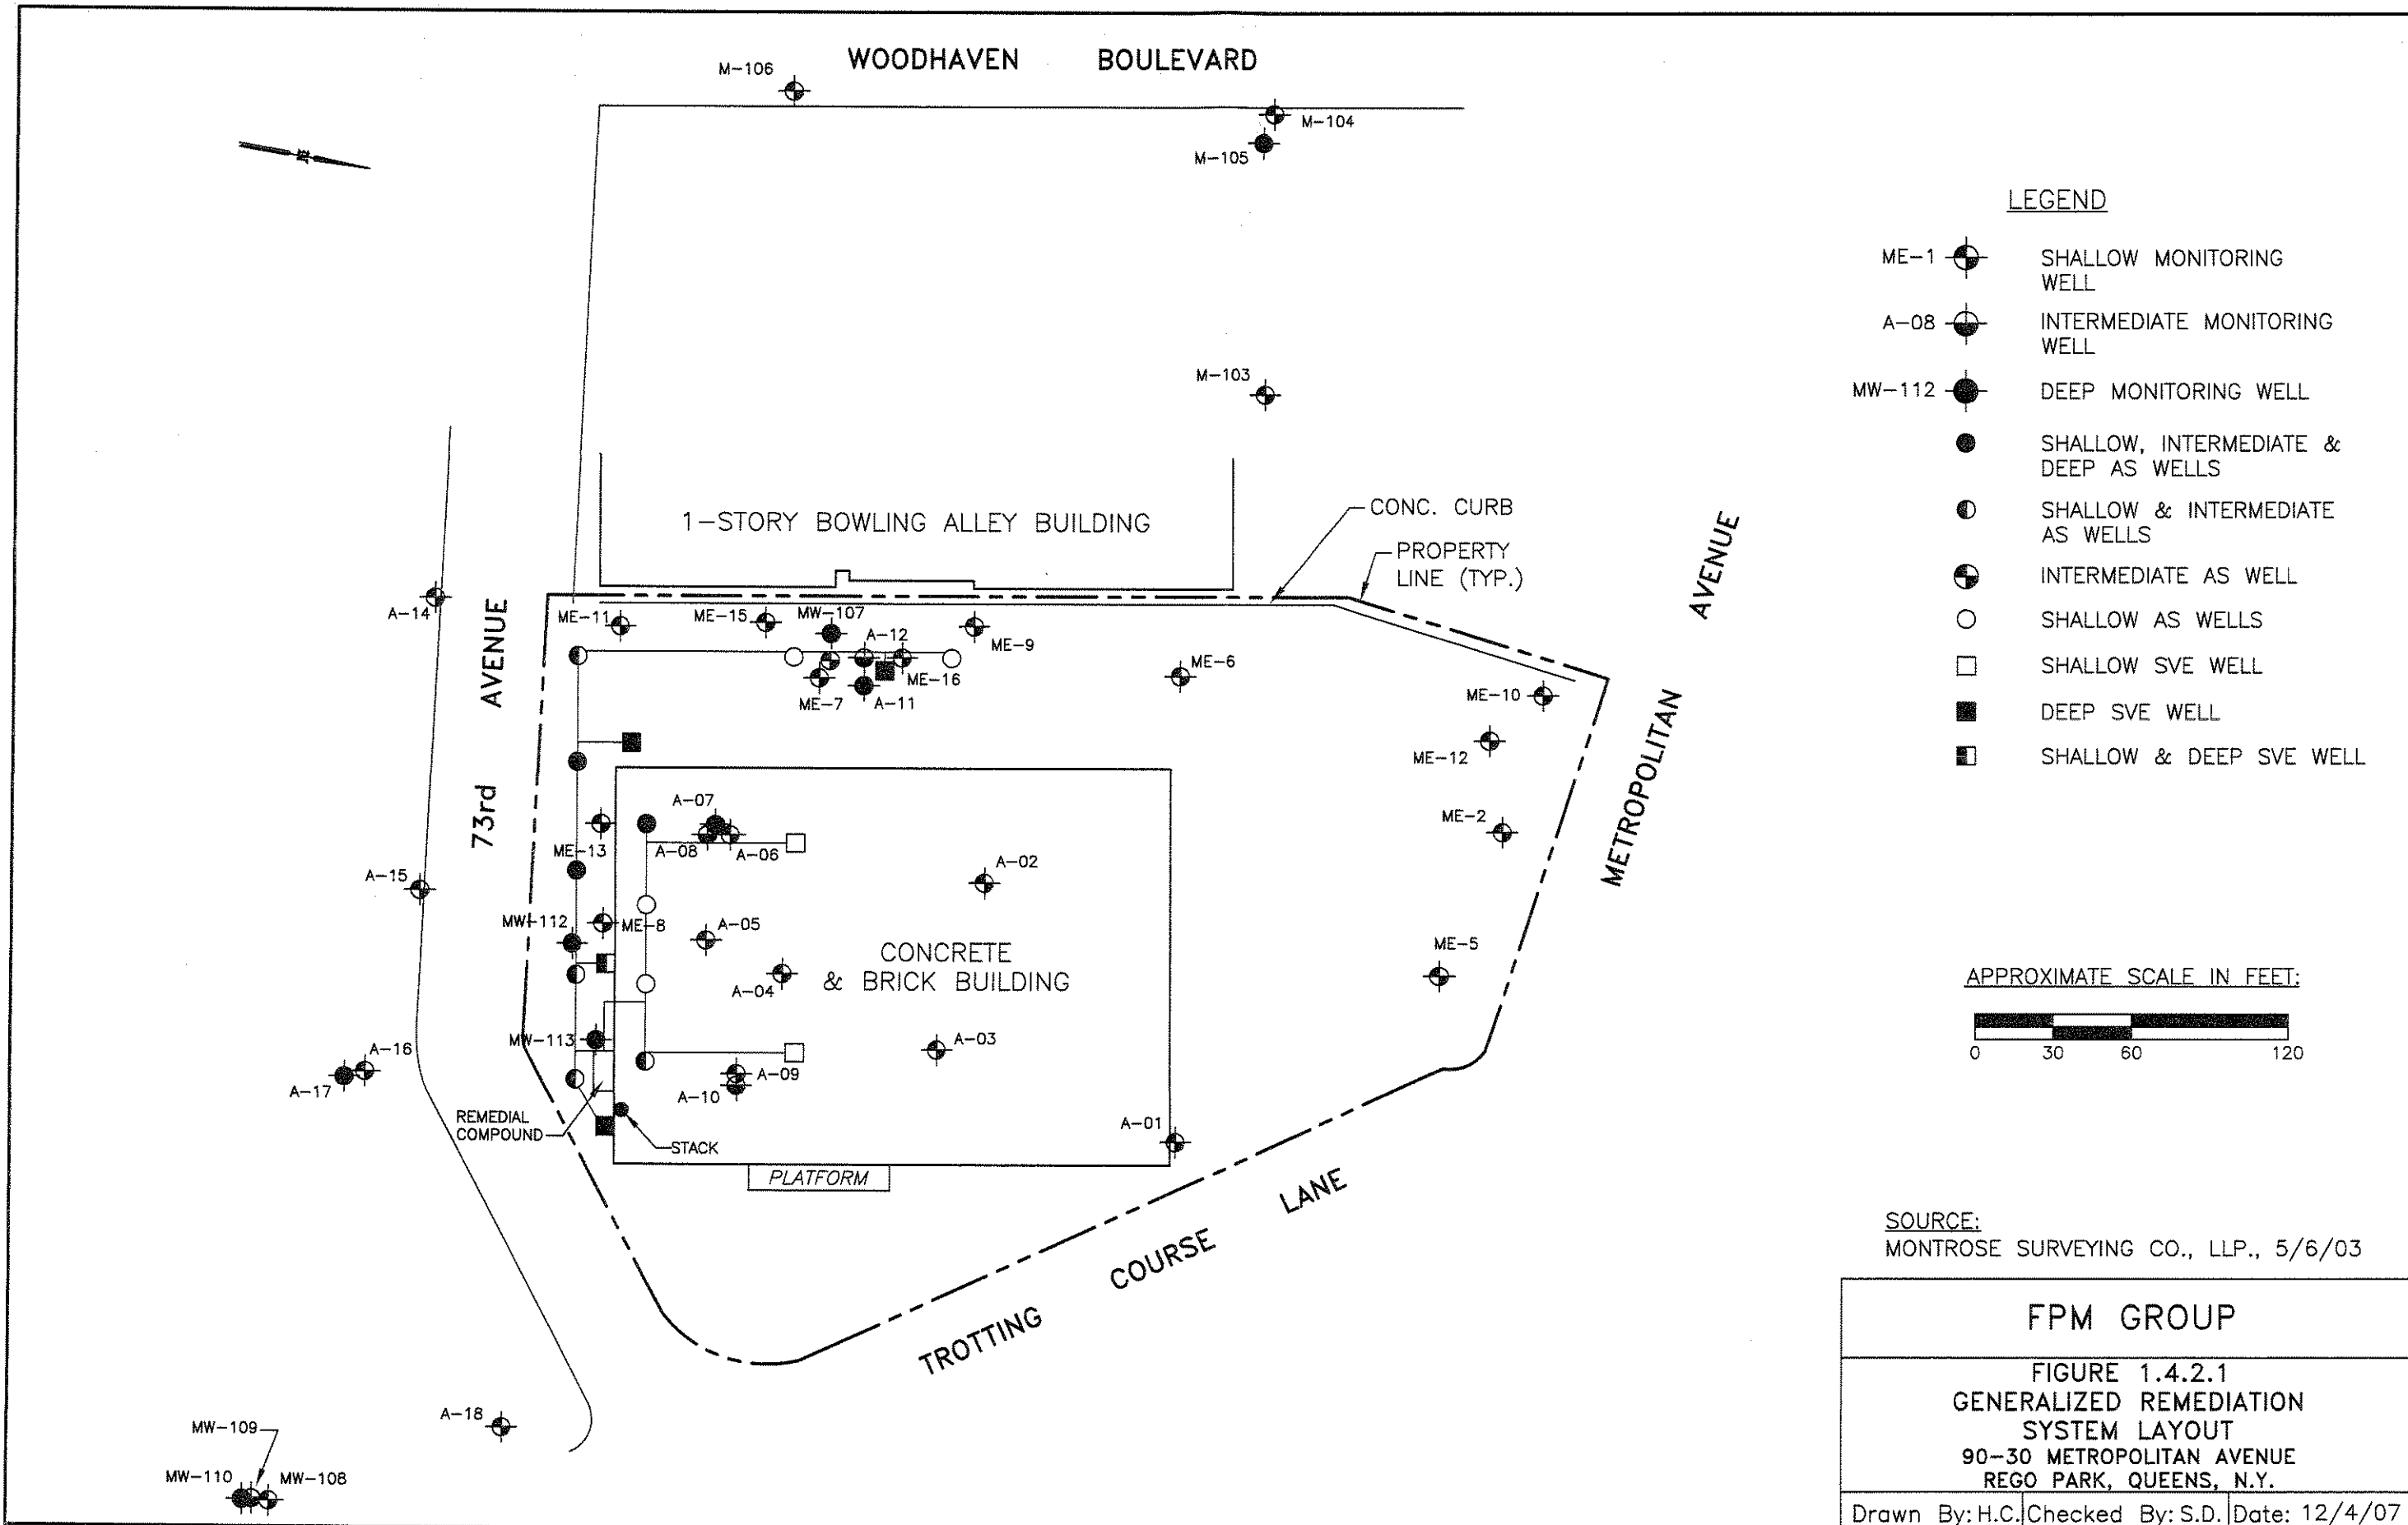 WOODHAVEN BOULEVARD
M-106
M-104
M-105
M-103
N
1-STORY BOWLING ALLEY BUILDING
CONC. CURB
PROPERTY
LINE (TYP.)
73rd AVENUE
METROPOLITAN AVENUE
TROTTING COURSE LANE
A-14
ME-11
ME-15
MW-107
A-12
ME-9
ME-7
A-11
ME-16
ME-6
ME-10
ME-12
ME-2
ME-5
A-07
ME-13
A-08
A-06
A-02
A-15
MW-112
ME-8
A-05
A-04
CONCRETE
& BRICK BUILDING
MW-113
A-03
A-16
A-17
A-09
A-10
REMEDIAL
COMPOUND
STACK
A-01
PLATFORM
A-18
MW-109
MW-110
MW-108
LEGEND
ME-1
SHALLOW MONITORING
WELL
A-08
INTERMEDIATE MONITORING
WELL
MW-112
DEEP MONITORING WELL
SHALLOW, INTERMEDIATE &
DEEP AS WELLS
SHALLOW & INTERMEDIATE
AS WELLS
INTERMEDIATE AS WELL
SHALLOW AS WELLS
SHALLOW SVE WELL
DEEP SVE WELL
SHALLOW & DEEP SVE WELL
APPROXIMATE SCALE IN FEET:
0 30 60 120
SOURCE:
MONTROSE SURVEYING CO., LLP., 5/6/03
FPM GROUP
FIGURE 1.4.2.1
GENERALIZED REMEDIATION
SYSTEM LAYOUT
90-30 METROPOLITAN AVENUE
REGO PARK, QUEENS, N.Y.
Drawn By: H.C. Checked By: S.D. Date: 12/4/07